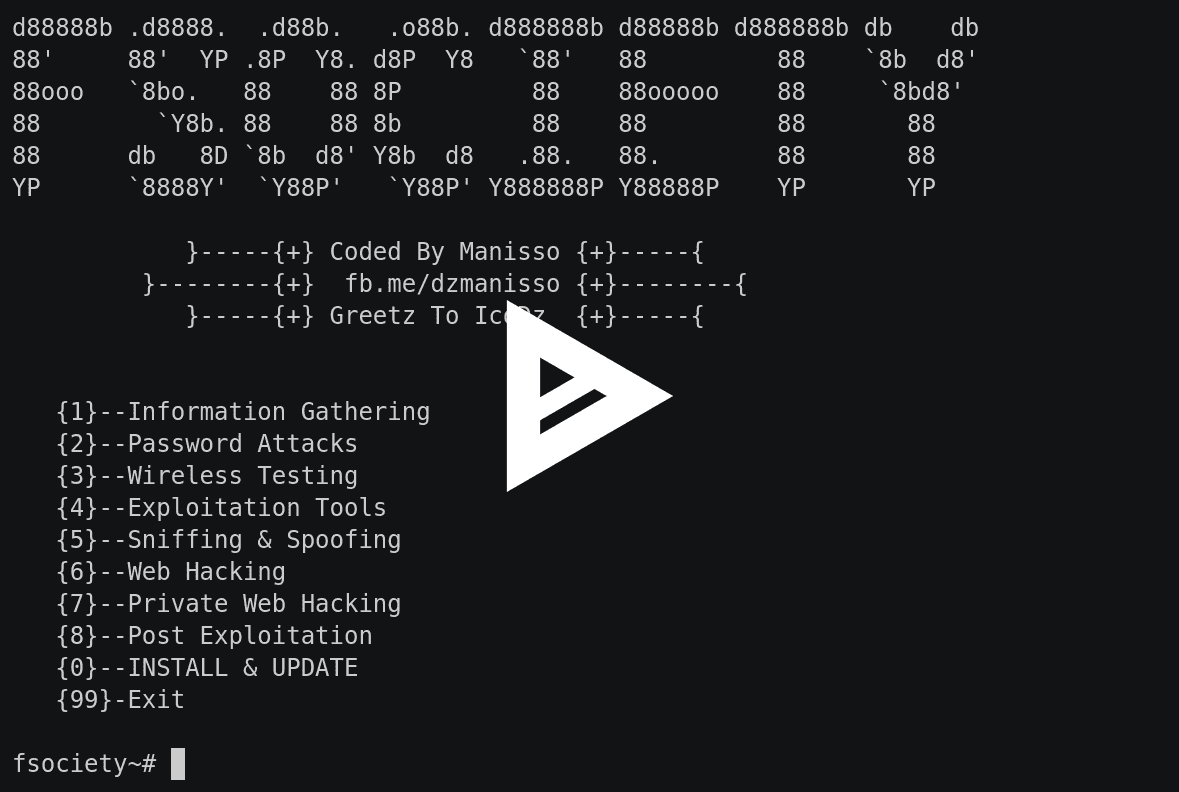 d88888b .d8888.  .d88b.   .o88b. d888888b d88888b d888888b db    db
88'     88'  YP .8P  Y8. d8P  Y8   `88'   88         88    `8b  d8'
88ooo   `8bo.   88    88 8P         88    88ooooo    88     `8bd8'
88        `Y8b. 88    88 8b         88    88         88       88
88      db   8D `8b  d8' Y8b  d8   .88.   88.        88       88
YP      `8888Y'  `Y88P'   `Y88P' Y888888P Y88888P    YP       YP
}-----{+} Coded By Manisso {+}-----{
}--------{+}  fb.me/dzmanisso {+}--------{
}-----{+} Greetz To {+}-----{
{1}--Information Gathering
{2}--Password Attacks
{3}--Wireless Testing
{4}--Exploitation Tools
{5}--Sniffing & Spoofing
{6}--Web Hacking
{7}--Private Web Hacking
{8}--Post Exploitation
{0}--INSTALL & UPDATE
{99}-Exit
fsociety~#